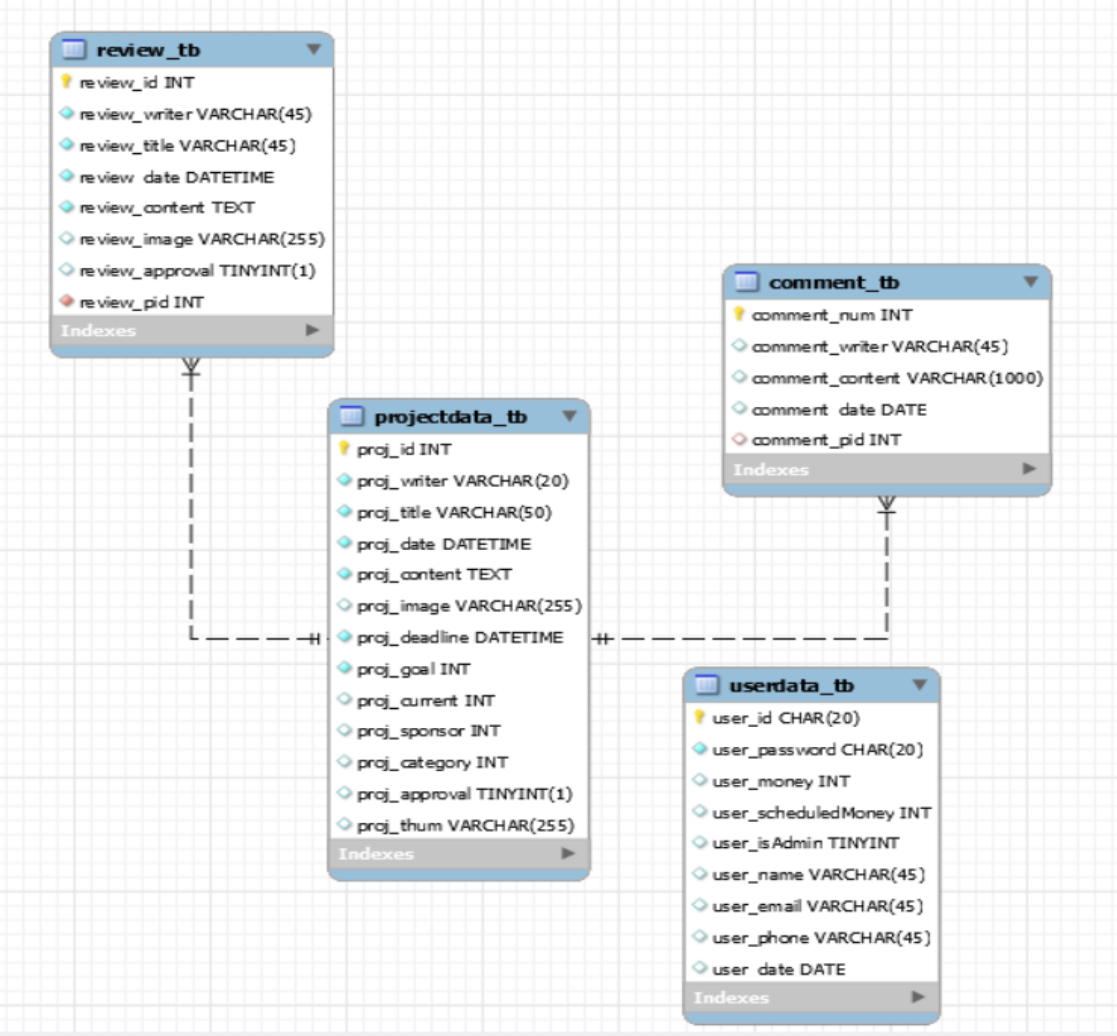 review_tb
review_id INT
review_writer VARCHAR(45)
review_title VARCHAR(45)
review_date DATETIME
review_content TEXT
review_image VARCHAR(255)
review_approval TINYINT(1)
review_pid INT
Indexes
comment_tb
comment_num INT
comment_writer VARCHAR(45)
comment_content VARCHAR(1000)
comment_date DATE
comment_pid INT
Indexes
projectdata_tb
proj_id INT
proj_writer VARCHAR(20)
proj_title VARCHAR(50)
proj_date DATETIME
proj_content TEXT
proj_image VARCHAR(255)
proj_deadline DATETIME
proj_goal INT
proj_current INT
proj_sponsor INT
proj_category INT
proj_approval TINYINT(1)
proj_thum VARCHAR(255)
Indexes
userdata_tb
user_id CHAR(20)
user_password CHAR(20)
user_money INT
user_scheduledMoney INT
user_isAdmin TINYINT
user_name VARCHAR(45)
user_email VARCHAR(45)
user_phone VARCHAR(45)
user_date DATE
Indexes